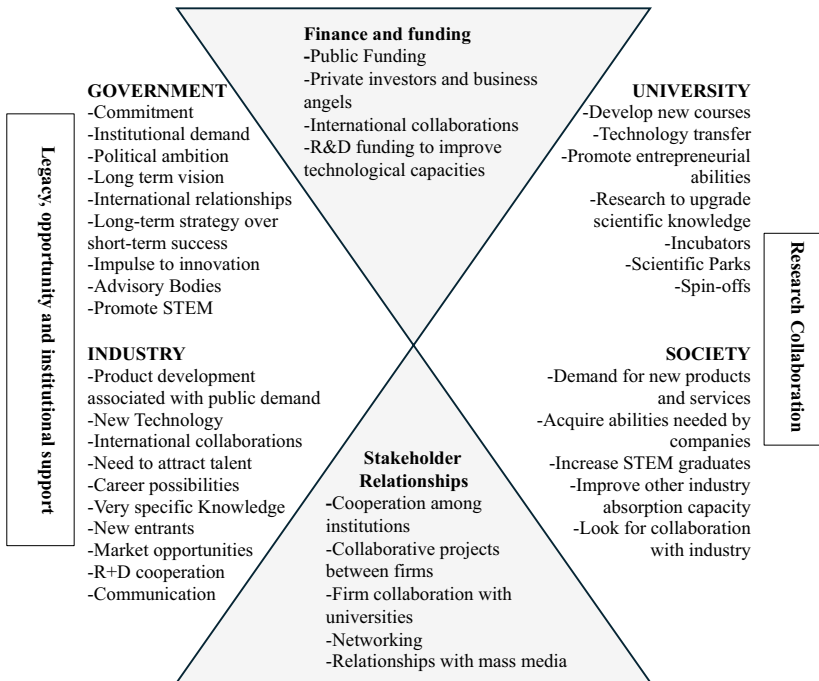 Finance and funding
-Public Funding
-Private investors and business
angels
-International collaborations
-R&D funding to improve
technological capacities
GOVERNMENT
-Commitment
-Institutional demand
-Political ambition
-Long term vision
-International relationships
-Long-term strategy over
short-term success
-Impulse to innovation
-Advisory Bodies
-Promote STEM
UNIVERSITY
-Develop new courses
-Technology transfer
-Promote entrepreneurial
abilities
-Research to upgrade
scientific knowledge
-Incubators
-Scientific Parks
-Spin-offs
Legacy, opportunity and institutional support
Research Collaboration
INDUSTRY
-Product development
associated with public demand
-New Technology
-International collaborations
-Need to attract talent
-Career possibilities
-Very specific Knowledge
-New entrants
-Market opportunities
-R+D cooperation
-Communication
Stakeholder
Relationships
-Cooperation among
institutions
-Collaborative projects
between firms
-Firm collaboration with
universities
-Networking
-Relationships with mass media
SOCIETY
-Demand for new products
and services
-Acquire abilities needed by
companies
-Increase STEM graduates
-Improve other industry
absorption capacity
-Look for collaboration
with industry